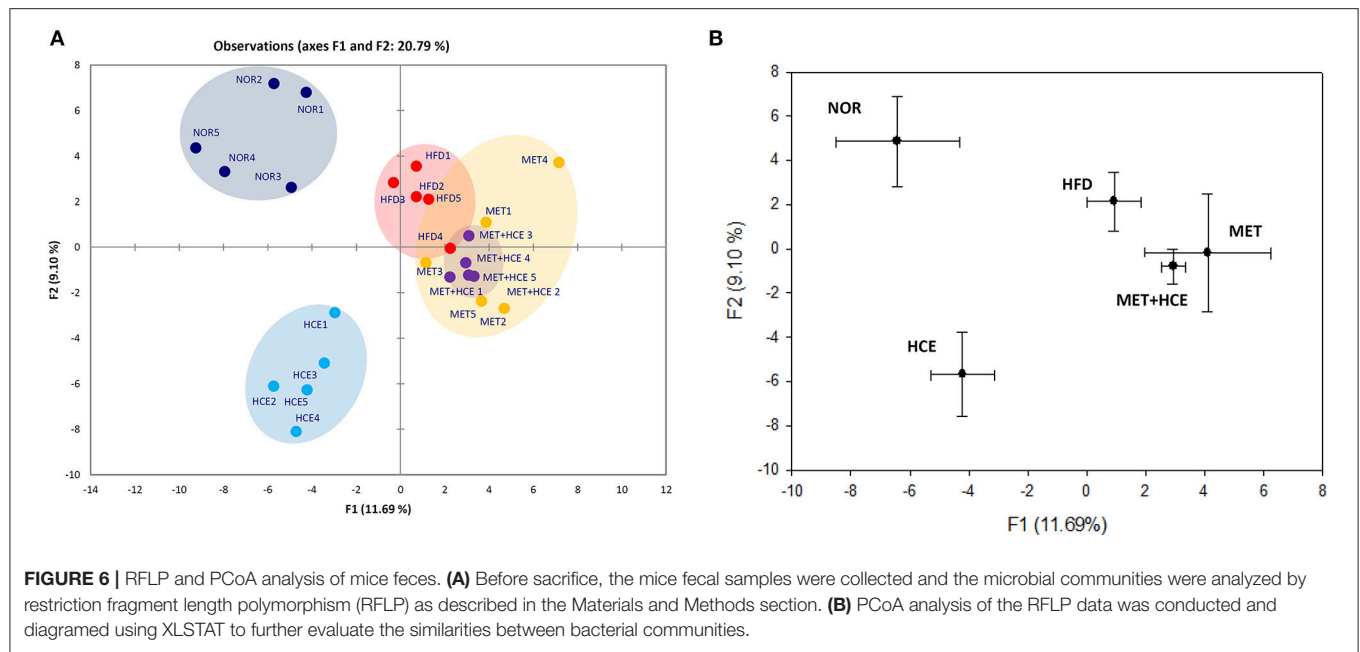 A
Observations (axes F1 and F2: 20.79 %)
8
6
4
2
0
-2
-4
-6
-8
-10
-14 -12 -10 -8 -6 -4 -2 0 2 4 6 8 10 12
F2 (9.10 %)
F1 (11.69 %)
NOR2
NOR1
NOR5
NOR4
NOR3
HFD1
HFD2
HFD3
HFD5
HFD4
MET4
MET1
MET+HCE 3
MET+HCE 4
MET3
MET+HCE 5
MET+HCE 1
MET+HCE 2
MET5
MET2
HCE1
HCE3
HCE2
HCE5
HCE4
B
8
6
4
2
0
-2
-4
-6
-8
-10
-10 -8 -6 -4 -2 0 2 4 6 8
F2 (9.10 %)
F1 (11.69%)
NOR
HFD
MET
MET+HCE
HCE
FIGURE 6 | RFLP and PCoA analysis of mice feces. (A) Before sacrifice, the mice fecal samples were collected and the microbial communities were analyzed by
restriction fragment length polymorphism (RFLP) as described in the Materials and Methods section. (B) PCoA analysis of the RFLP data was conducted and
diagramed using XLSTAT to further evaluate the similarities between bacterial communities.